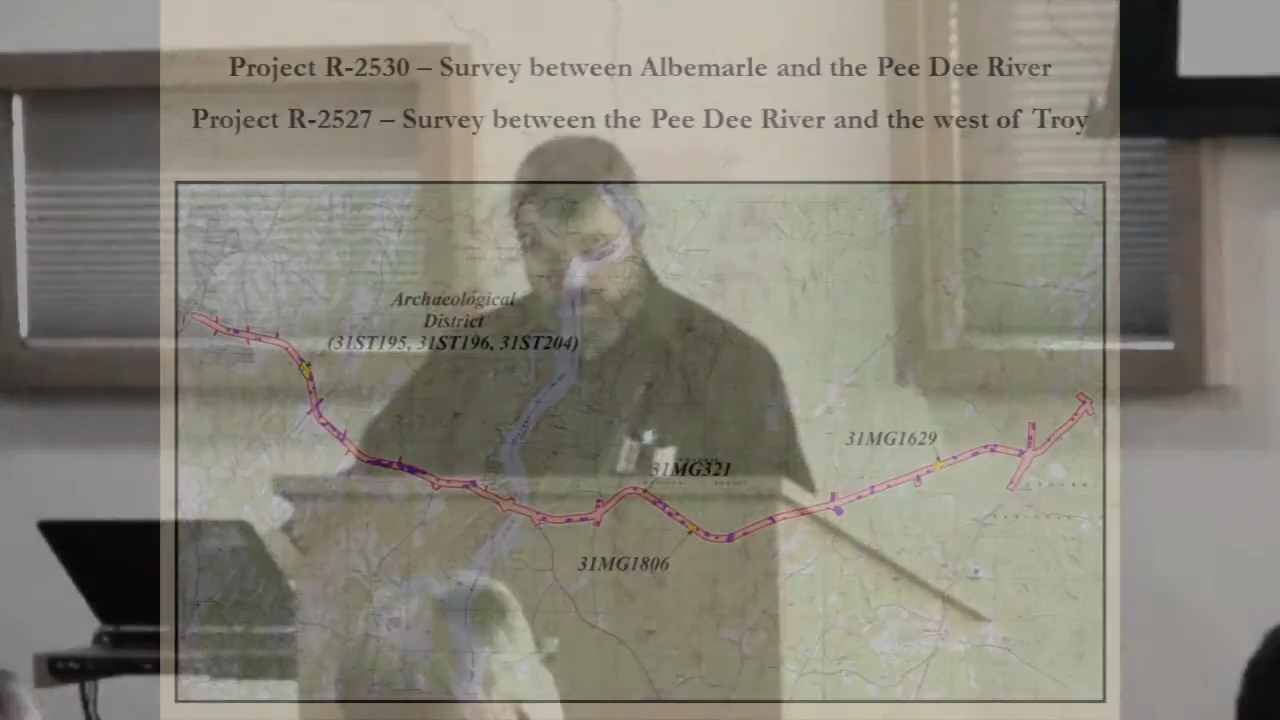 Project R-2530 – Survey between Albemarle and the Pee Dee River
Project R-2527 – Survey between the Pee Dee River and the west of Troy
Archaeological
District
(31ST195, 31ST196, 31ST204)
31MG1629
31MG321
31MG1806